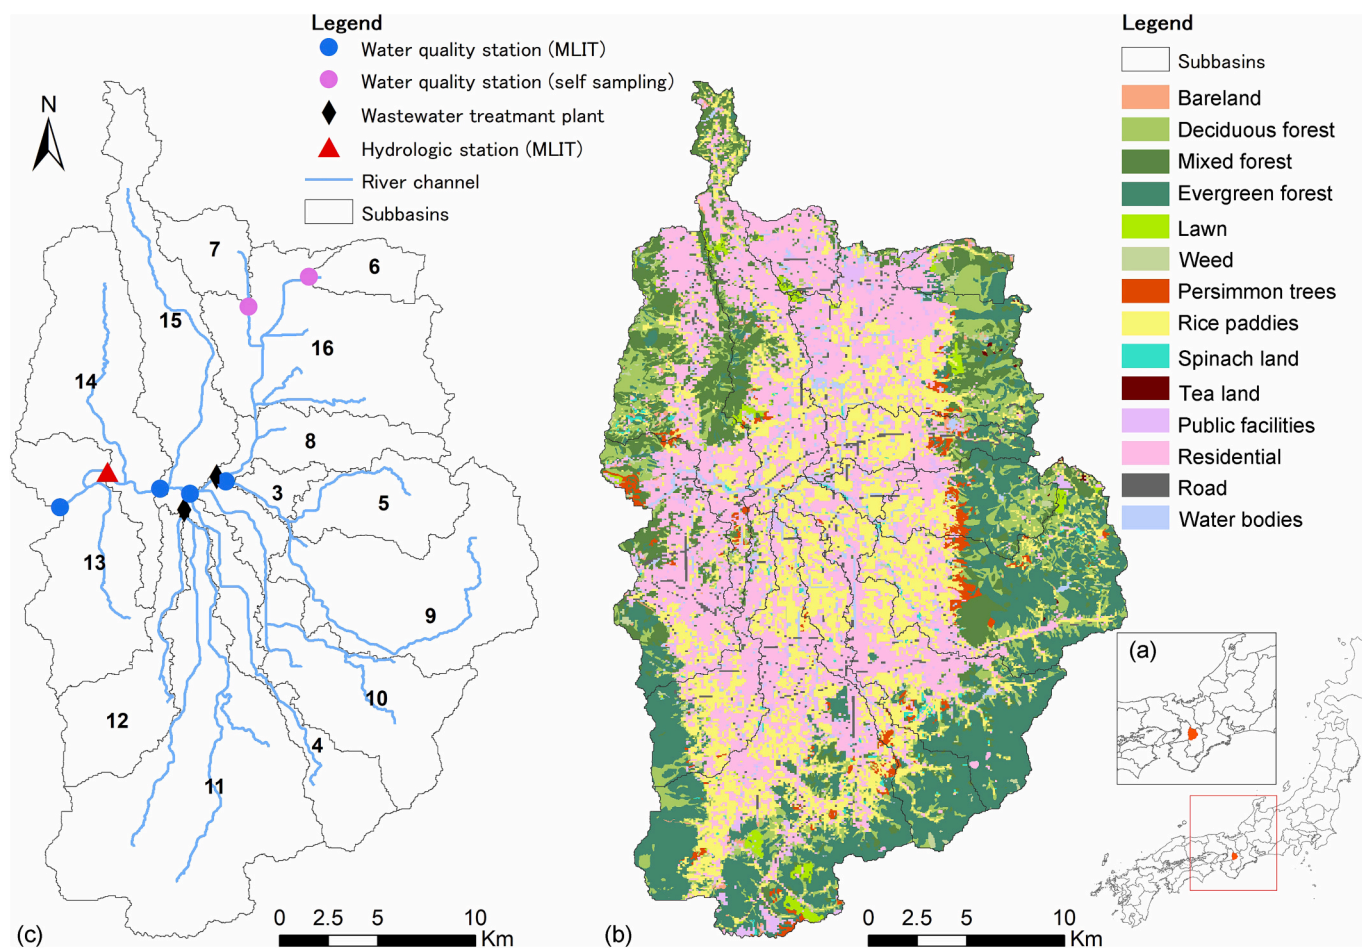 Legend
Water quality station (MLIT)
Water quality station (self sampling)
Wastewater treatmant plant
Hydrologic station (MLIT)
River channel
Subbasins
N
7
6
15
16
14
8
3
5
13
9
10
12
4
11
0 2.5 5 10
Km
(c)
Legend
Subbasins
Bareland
Deciduous forest
Mixed forest
Evergreen forest
Lawn
Weed
Persimmon trees
Rice paddies
Spinach land
Tea land
Public facilities
Residential
Road
Water bodies
(a)
0 2.5 5 10
Km
(b)